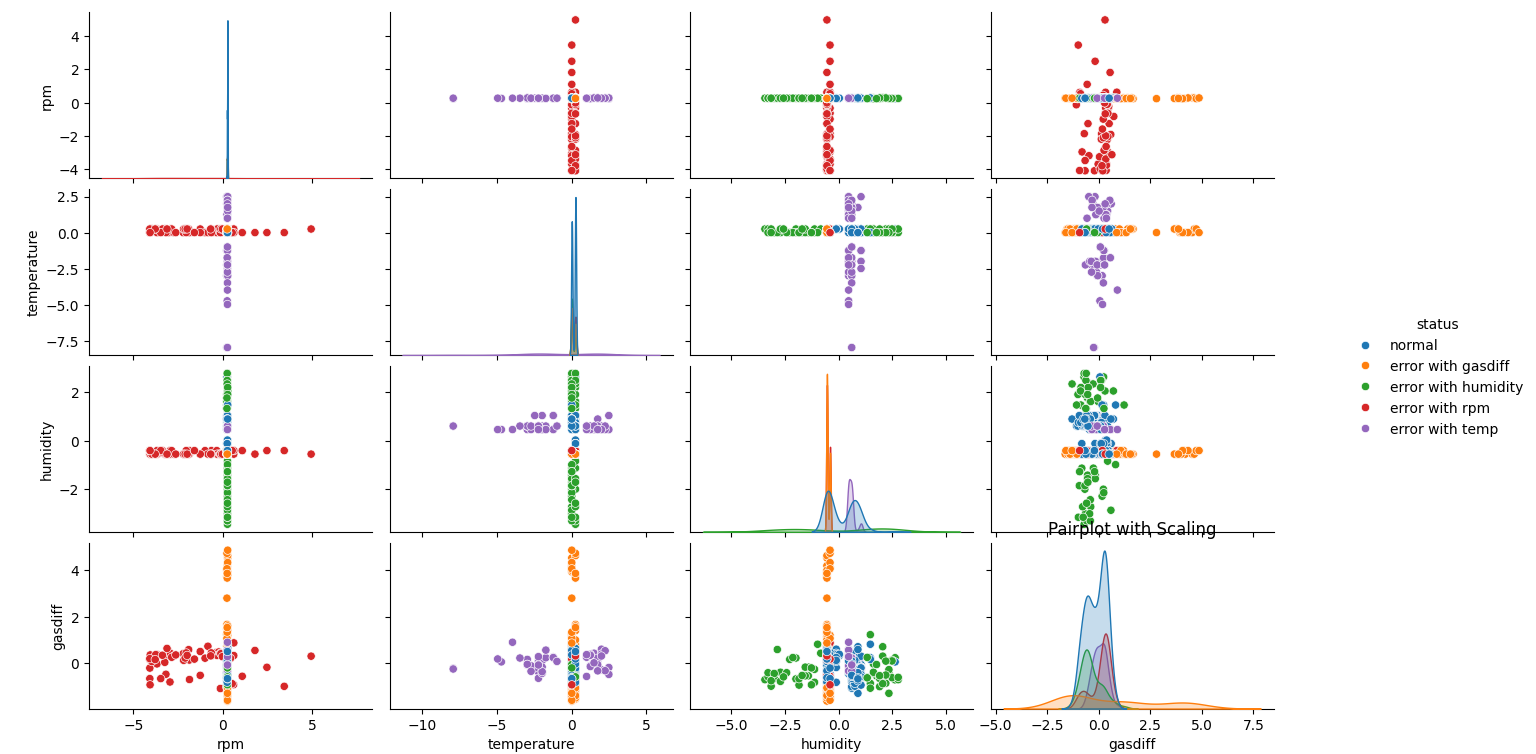 4
2
0
−2
−4
rpm
2.5
0.0
−2.5
−5.0
−7.5
temperature
status
normal
error with gasdiff
error with humidity
error with rpm
error with temp
2
0
−2
humidity
Pairplot with Scaling
4
2
0
gasdiff
−5 0 5
−10 −5 0 5
−5.0 −2.5 0.0 2.5 5.0
−5.0 −2.5 0.0 2.5 5.0 7.5
rpm
temperature
humidity
gasdiff